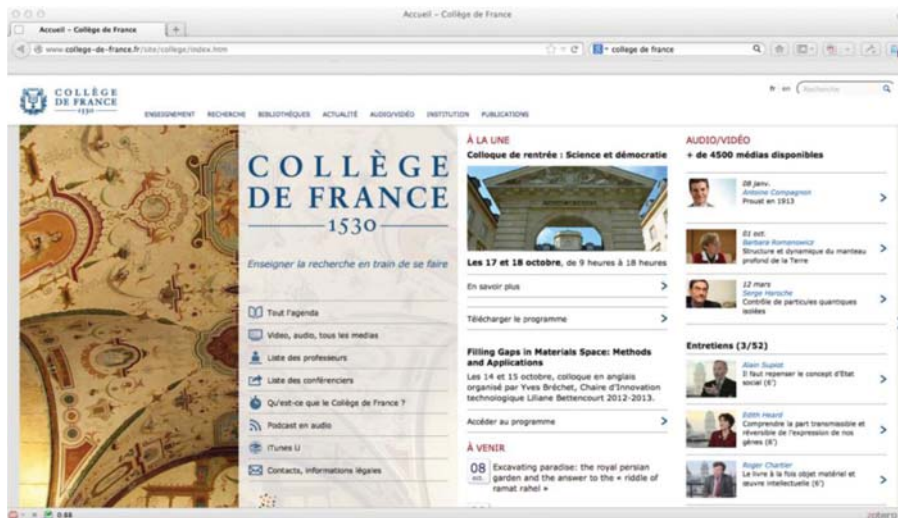 Accueil – Collège de France
Accueil – Collège de France
www.college-de-france.fr/site/college/index.htm
college de france
COLLÈGE
DE FRANCE
1530
fr en Recherche
ENSEIGNEMENT RECHERCHE BIBLIOTHÈQUES ACTUALITÉ AUDIO/VIDÉO INSTITUTION PUBLICATIONS
COLLÈGE
DE FRANCE
1530
Enseigner la recherche en train de se faire
Tout l'agenda
Video, audio, tous les medias
Liste des professeurs
Liste des conférenciers
Qu'est-ce que le Collège de France ?
Podcast en audio
iTunes U
Contacts, informations légales
À LA UNE
Colloque de rentrée : Science et démocratie
Les 17 et 18 octobre, de 9 heures à 18 heures
En savoir plus
Télécharger le programme
Filling Gaps in Materials Space: Methods
and Applications
Les 14 et 15 octobre, colloque en anglais
organisé par Yves Bréchet, Chaire d'Innovation
technologique Liliane Bettencourt 2012-2013.
Accéder au programme
À VENIR
08
oct.
Excavating paradise: the royal persian
garden and the answer to the « riddle of
ramat rahel »
AUDIO/VIDÉO
+ de 4500 médias disponibles
08 janv.
Antoine Compagnon
Proust en 1913
01 oct.
Barbara Romanowicz
Structure et dynamique du manteau
profond de la Terre
12 mars
Serge Haroche
Contrôle de particules quantiques
isolées
Entretiens (3/52)
Alain Supiot
Il faut repenser le concept d'Etat
social (6')
Edith Heard
Comprendre la part transmissible et
réversible de l'expression de nos
gènes (6')
Roger Chartier
Le livre à la fois objet matériel et
œuvre intellectuelle (6')
0.88
zotero